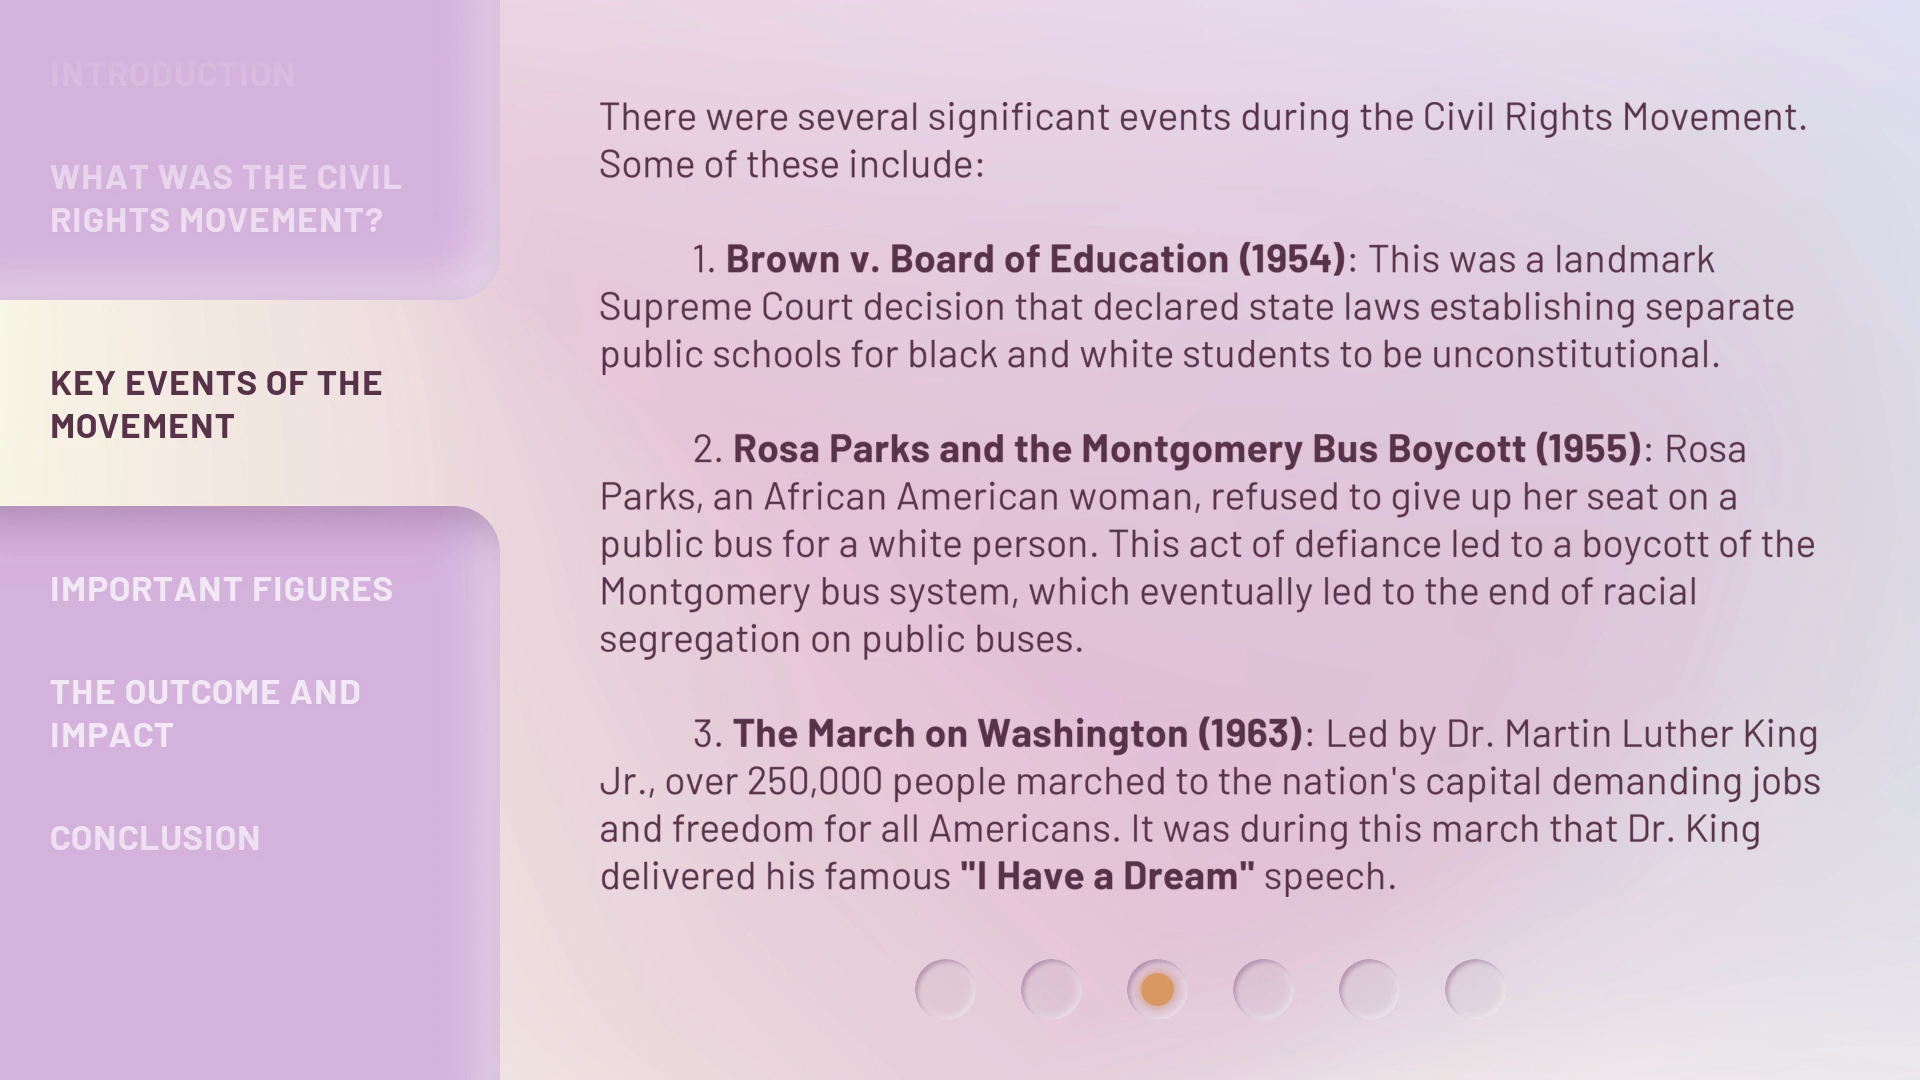 INTRODUCTION
WHAT WAS THE CIVIL
RIGHTS MOVEMENT?
KEY EVENTS OF THE
MOVEMENT
IMPORTANT FIGURES
THE OUTCOME AND
IMPACT
CONCLUSION
There were several significant events during the Civil Rights Movement.
Some of these include:
1. Brown v. Board of Education (1954): This was a landmark
Supreme Court decision that declared state laws establishing separate
public schools for black and white students to be unconstitutional.
2. Rosa Parks and the Montgomery Bus Boycott (1955): Rosa
Parks, an African American woman, refused to give up her seat on a
public bus for a white person. This act of defiance led to a boycott of the
Montgomery bus system, which eventually led to the end of racial
segregation on public buses.
3. The March on Washington (1963): Led by Dr. Martin Luther King
Jr., over 250,000 people marched to the nation's capital demanding jobs
and freedom for all Americans. It was during this march that Dr. King
delivered his famous "I Have a Dream" speech.